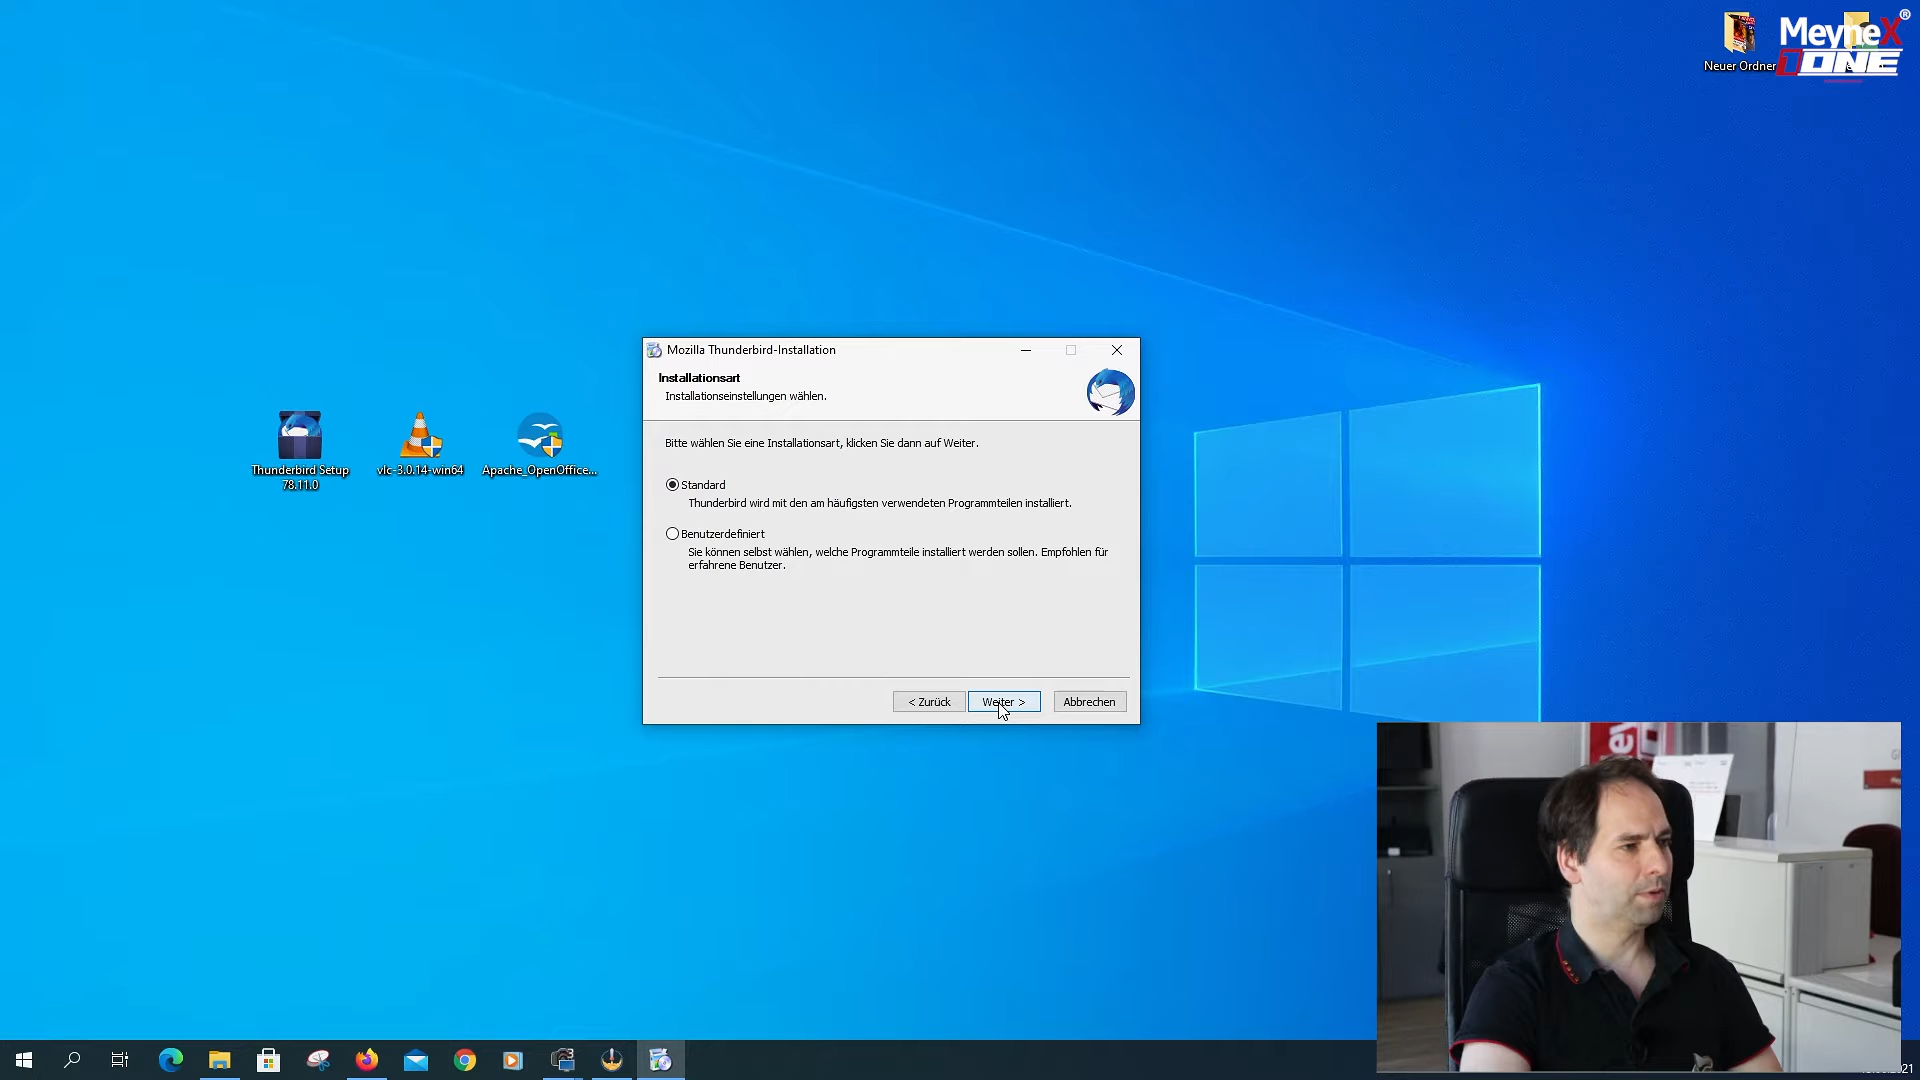 MeyneX®
1ONE
Neuer Ordner
Mozilla Thunderbird-Installation
Installationsart
Installationseinstellungen wählen.
Bitte wählen Sie eine Installationsart, klicken Sie dann auf Weiter.
Standard
Thunderbird wird mit den am häufigsten verwendeten Programmteilen installiert.
Benutzerdefiniert
Sie können selbst wählen, welche Programmteile installiert werden sollen. Empfohlen für
erfahrene Benutzer.
< Zurück
Weiter >
Abbrechen
Thunderbird Setup
78.11.0
vlc-3.0.14-win64
Apache_OpenOffice...